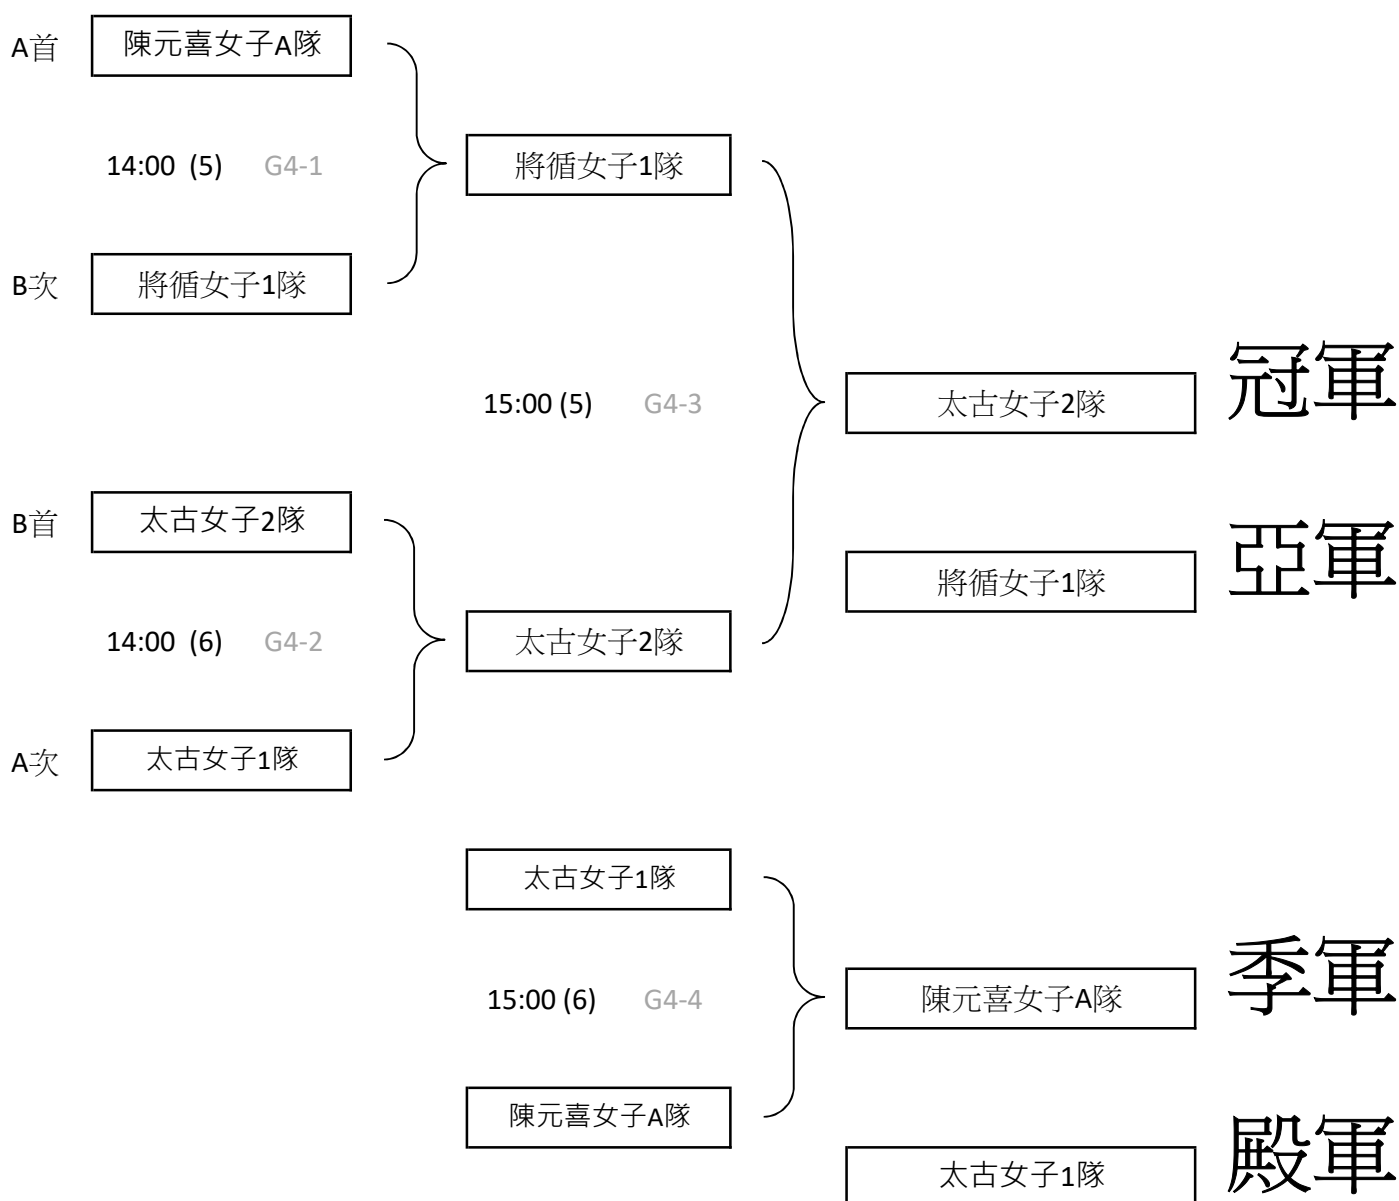 A首 陳元喜女子A隊
14:00 (5) G4-1
將循女子1隊
B次 將循女子1隊
冠軍
15:00 (5) G4-3
太古女子2隊
B首 太古女子2隊
亞軍
將循女子1隊
14:00 (6) G4-2
太古女子2隊
A次 太古女子1隊
太古女子1隊
季軍
15:00 (6) G4-4
陳元喜女子A隊
陳元喜女子A隊
殿軍
太古女子1隊